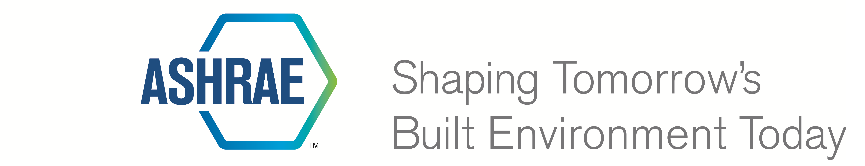 ASHRAE
Shaping Tomorrow's
Built Environment Today